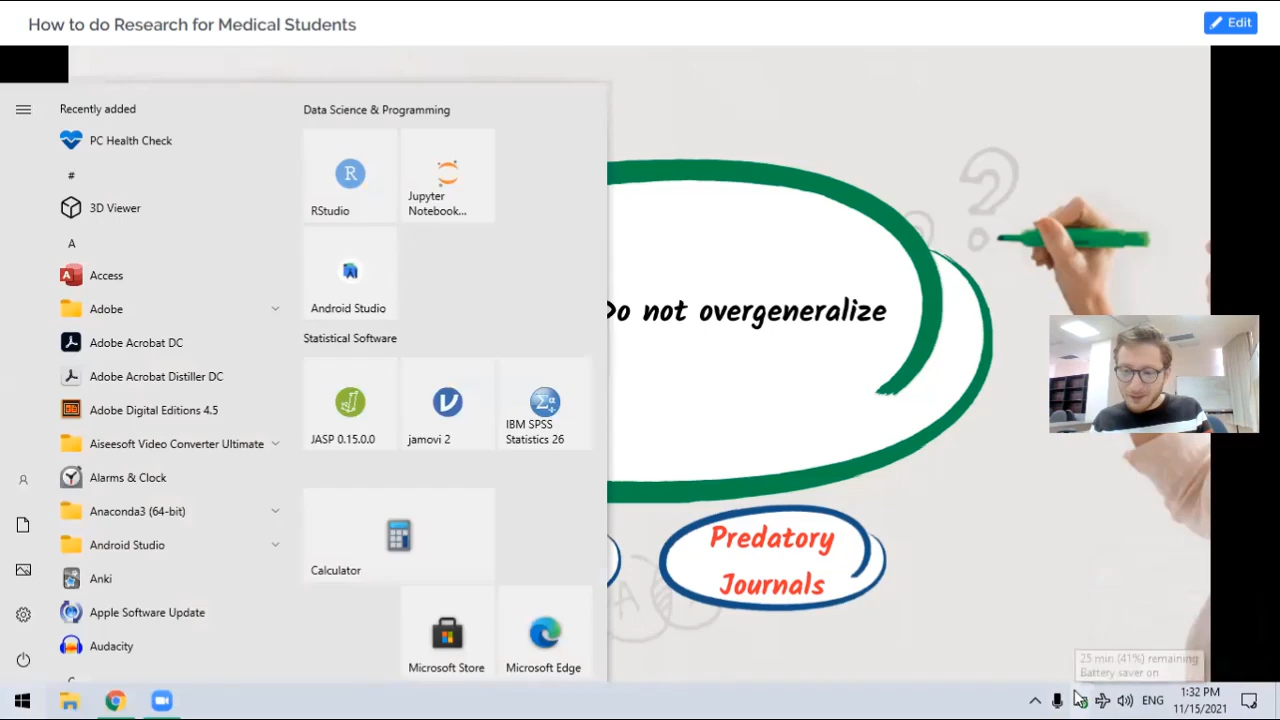 How to do Research for Medical Students
Edit
Recently added
PC Health Check
#
3D Viewer
A
Access
Adobe
Adobe Acrobat DC
Adobe Acrobat Distiller DC
Adobe Digital Editions 4.5
Aiseesoft Video Converter Ultimate
Alarms & Clock
Anaconda3 (64-bit)
Android Studio
Anki
Apple Software Update
Audacity
Data Science & Programming
RStudio
Jupyter
Notebook...
Android Studio
Statistical Software
JASP 0.15.0.0
jamovi 2
IBM SPSS
Statistics 26
Calculator
Microsoft Store
Microsoft Edge
Do not overgeneralize
?
Predatory
Journals
25 min (41%) remaining
Battery saver on
ENG
1:32 PM
11/15/2021